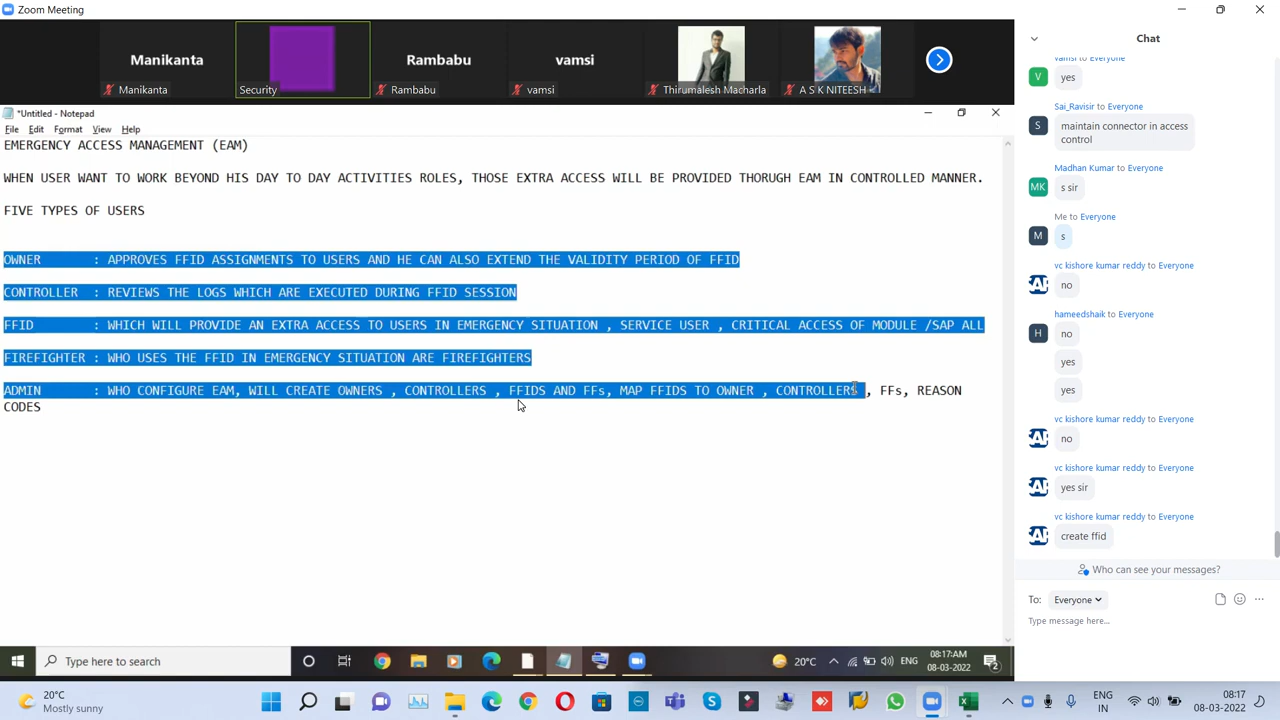 Zoom Meeting
Manikanta
Rambabu
vamsi
Manikanta
Security
Rambabu
vamsi
Thirumalesh Macharla
A S K NITEESH
*Untitled - Notepad
File Edit Format View Help
EMERGENCY ACCESS MANAGEMENT (EAM)
WHEN USER WANT TO WORK BEYOND HIS DAY TO DAY ACTIVITIES IES, THOSE EXTRA ACCESS WILL BE PROVIDED THORUGH EAM IN CONTROLLED MANNER.
FIVE TYPES OF USERS
OWNER : APPROVES FFID ASSIGNMENTS TO USERS AND HE CAN ALSO EXTEND THE VALIDITY PERIOD OF FFID
CONTROLLER : REVIEWS THE LOGS WHICH ARE EXECUTED DURING FFID SESSION
FFID : WHICH WILL PROVIDE AN EXTRA ACCESS TO USERS IN EMERGENCY SITUATION , SERVICE USER , CRITICAL ACCESS OF MODULE /SAP ALL
FIREFIGHTER : WHO USES THE FFID IN EMERGENCY SITUATION ARE FIREFIGHTERS
ADMIN : WHO CONFIGURE EAM, WILL CREATE OWNERS , CONTROLLERS , FFIDS AND FFs, MAP FFIDS TO OWNER , CONTROLLERS , FFs, REASON
CODES
Type here to search
20°C
ENG
08:17AM
08-03-2022
2
Chat
vamsi to Everyone
V
yes
Sai_Ravisir to Everyone
S
maintain connector in access
control
Madhan Kumar to Everyone
MK
s sir
Me to Everyone
M
s
vc kishore kumar reddy to Everyone
no
hameedshaik to Everyone
H
no
yes
yes
vc kishore kumar reddy to Everyone
no
vc kishore kumar reddy to Everyone
yes sir
vc kishore kumar reddy to Everyone
create ffid
Who can see your messages?
To: Everyone
Type message here...
20°C
Mostly sunny
ENG
IN
08:17
08-03-2022